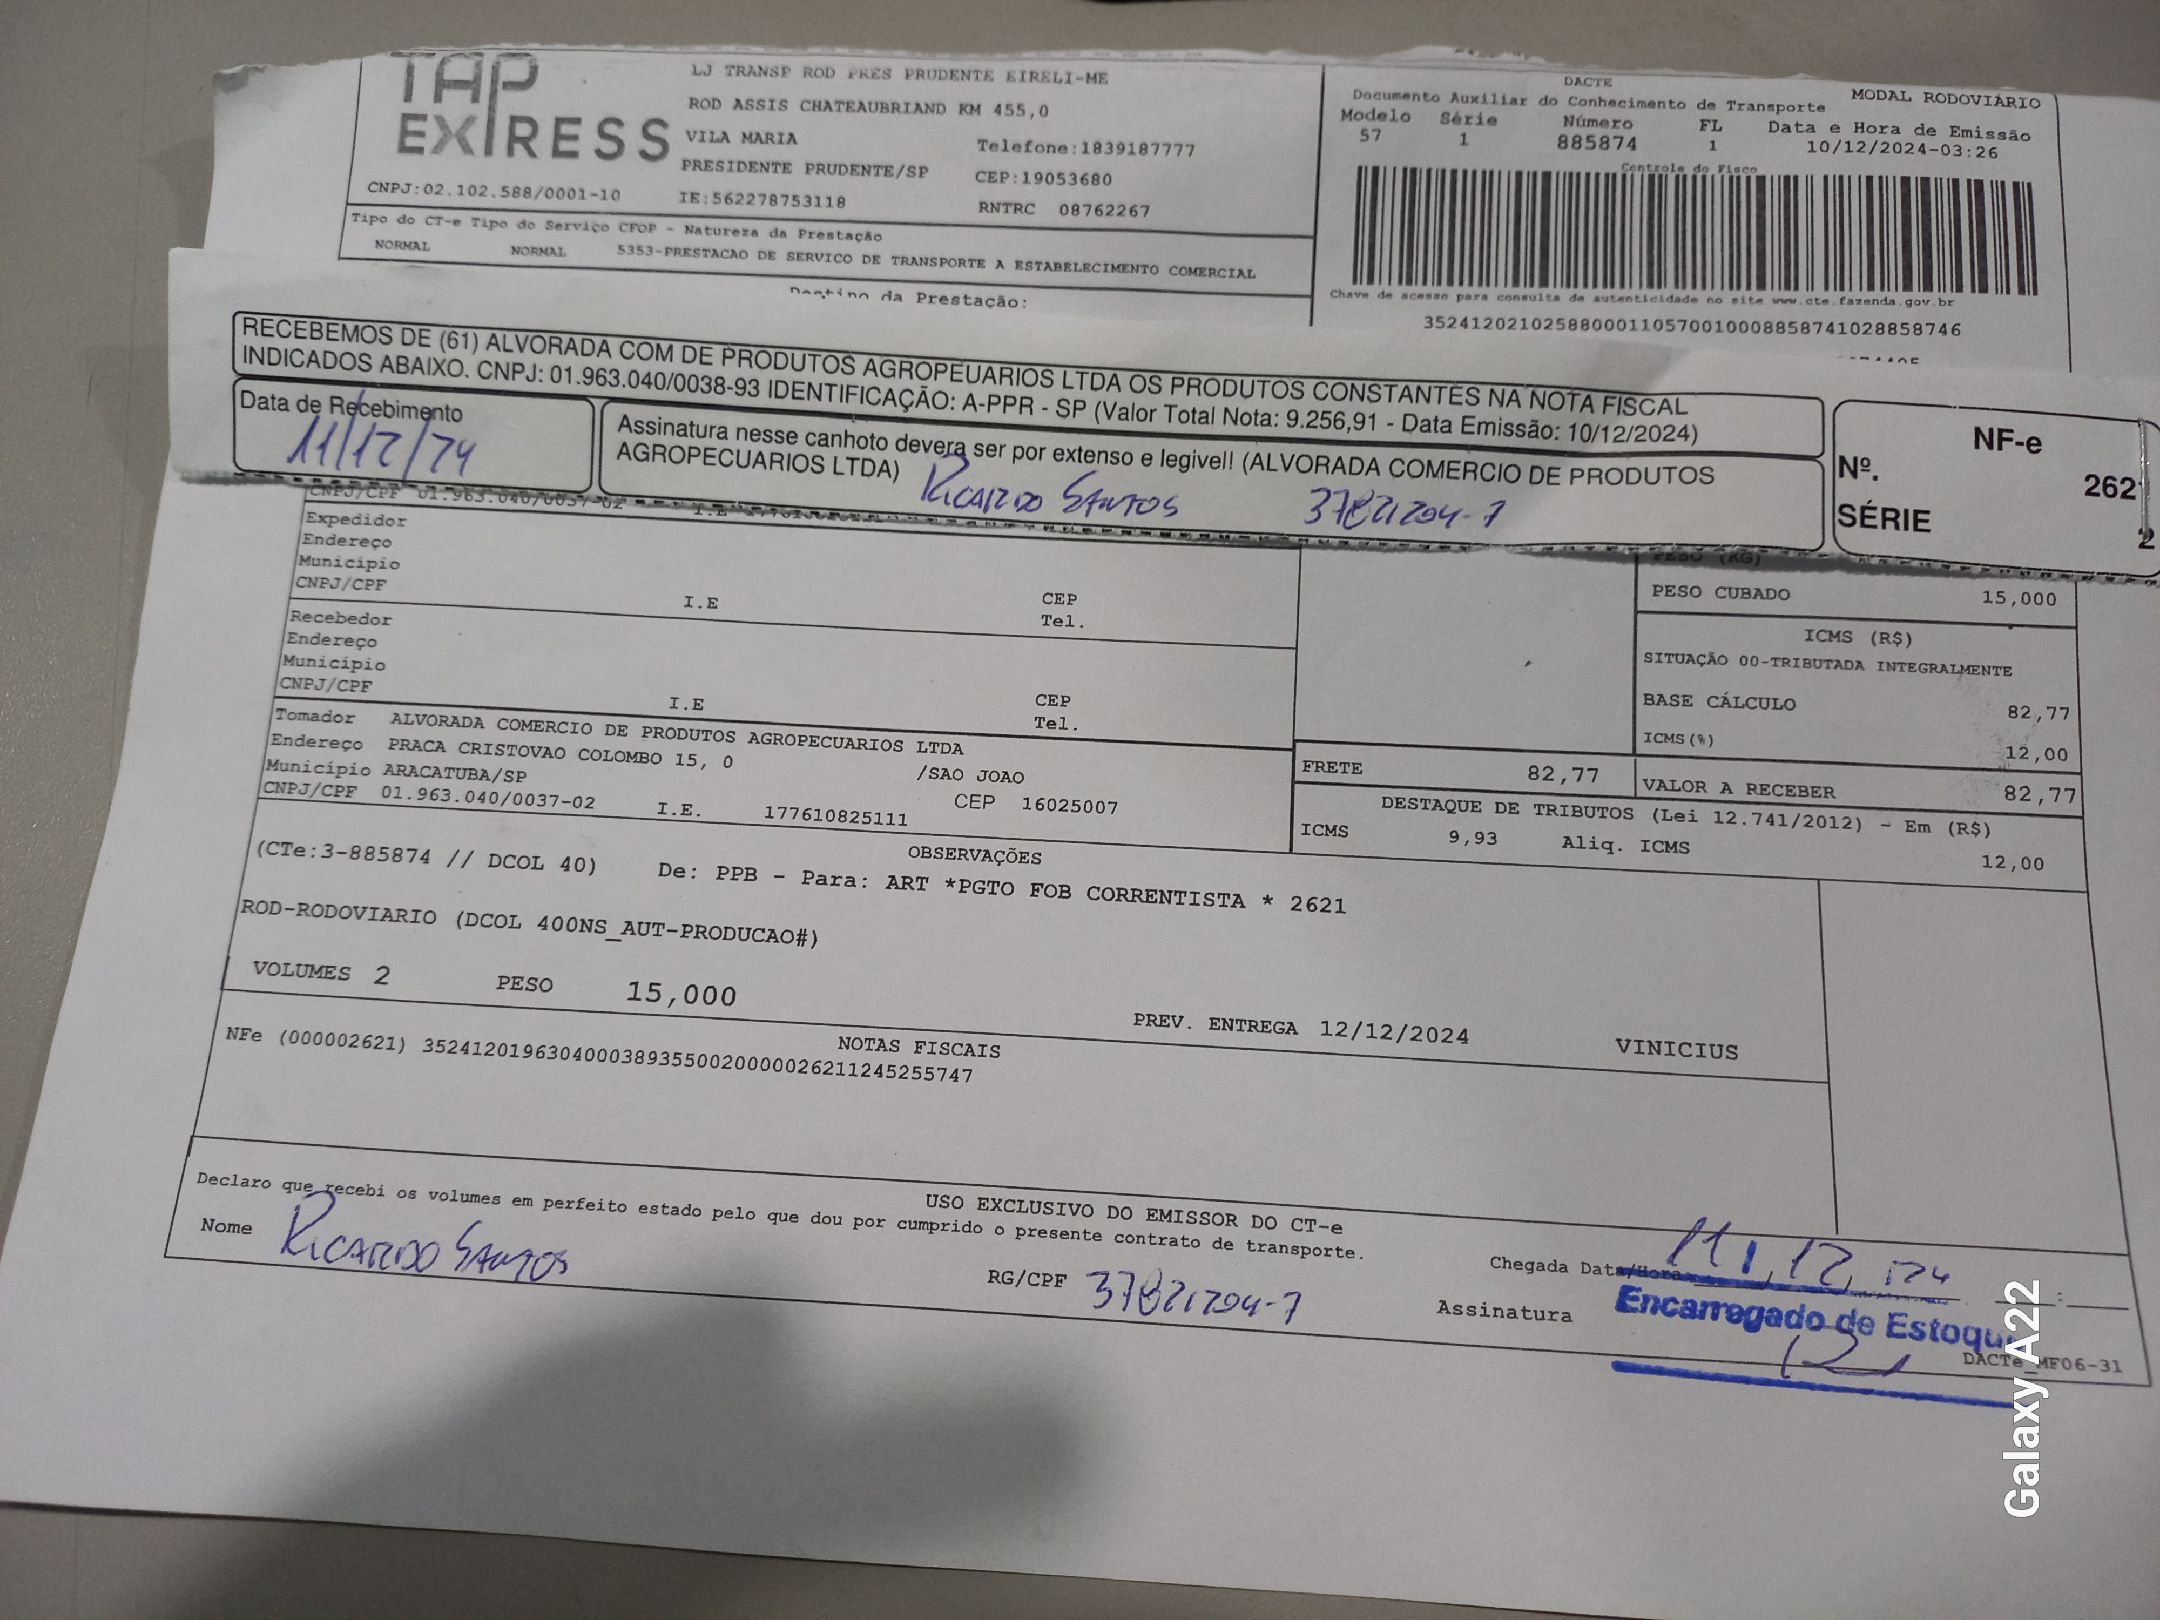 TAP
EXPRESS
LJ TRANSP ROD PRES PRUDENTE EIRELI-ME
ROD ASSIS CHATEAUBRIAND KM 455,0
VILA MARIA
Telefone:1839187777
PRESIDENTE PRUDENTE/SP
CEP:19053680
CNPJ:02.102.588/0001-10
IE:562278753118
RNTRC 08762267
Tipo do CT-e Tipo do Serviço CFOP - Natureza da Prestação
NORMAL NORMAL 5353-PRESTACAO DE SERVICO DE TRANSPORTE A ESTABELECIMENTO COMERCIAL
Destino da Prestação:
DACTE
MODAL RODOVIÁRIO
Documento Auxiliar do Conhecimento de Transporte
Modelo Série Número FL Data e Hora de Emissão
57 1 885874 1 10/12/2024-03:26
Controle do Fisco
Chave de acesso para consulta de autenticidade no site www.cte.fazenda.gov.br
35241202102588000110570010008858741028858746
RECEBEMOS DE (61) ALVORADA COM DE PRODUTOS AGROPEUARIOS LTDA OS PRODUTOS CONSTANTES NA NOTA FISCAL
INDICADOS ABAIXO. CNPJ: 01.963.040/0038-93 IDENTIFICAÇÃO: A-PPR - SP (Valor Total Nota: 9.256,91 - Data Emissão: 10/12/2024)
Data de Recebimento
11/12/24
Assinatura nesse canhoto devera ser por extenso e legivel! (ALVORADA COMERCIO DE PRODUTOS
AGROPECUARIOS LTDA)
RICARDO SANTOS 37821204-7
NF-e
Nº. 2621
SÉRIE 2
CNPJ/CPF 01.963.040/0037-02 I.E
Expedidor
Endereço
Município
CNPJ/CPF
I.E
CEP
Tel.
Recebedor
Endereço
Município
CNPJ/CPF
I.E
CEP
Tel.
PESO (KG)
PESO CUBADO 15,000
ICMS (R$)
SITUAÇÃO 00-TRIBUTADA INTEGRALMENTE
BASE CÁLCULO 82,77
ICMS(%) 12,00
Tomador ALVORADA COMERCIO DE PRODUTOS AGROPECUARIOS LTDA
Endereço PRACA CRISTOVAO COLOMBO 15, 0 /SAO JOAO
Município ARACATUBA/SP
CEP 16025007
CNPJ/CPF 01.963.040/0037-02 I.E. 177610825111
FRETE 82,77
VALOR A RECEBER 82,77
DESTAQUE DE TRIBUTOS (Lei 12.741/2012) - Em (R$)
ICMS 9,93 Aliq. ICMS 12,00
OBSERVAÇÕES
(CTe:3-885874 // DCOL 40) De: PPB - Para: ART *PGTO FOB CORRENTISTA * 2621
ROD-RODOVIARIO (DCOL 400NS_AUT-PRODUCAO#)
VOLUMES 2 PESO 15,000
PREV. ENTREGA 12/12/2024 VINICIUS
NOTAS FISCAIS
NFe (000002621) 35241201963040003893550020000026211245255747
USO EXCLUSIVO DO EMISSOR DO CT-e
Declaro que recebi os volumes em perfeito estado pelo que dou por cumprido o presente contrato de transporte.
Nome RICARDO SANTOS
RG/CPF 37821204-7
Chegada Data/Hora 11,12,24 :
Assinatura
Encarregado de Estoqu
DACTe_MF06-31
Galaxy A22